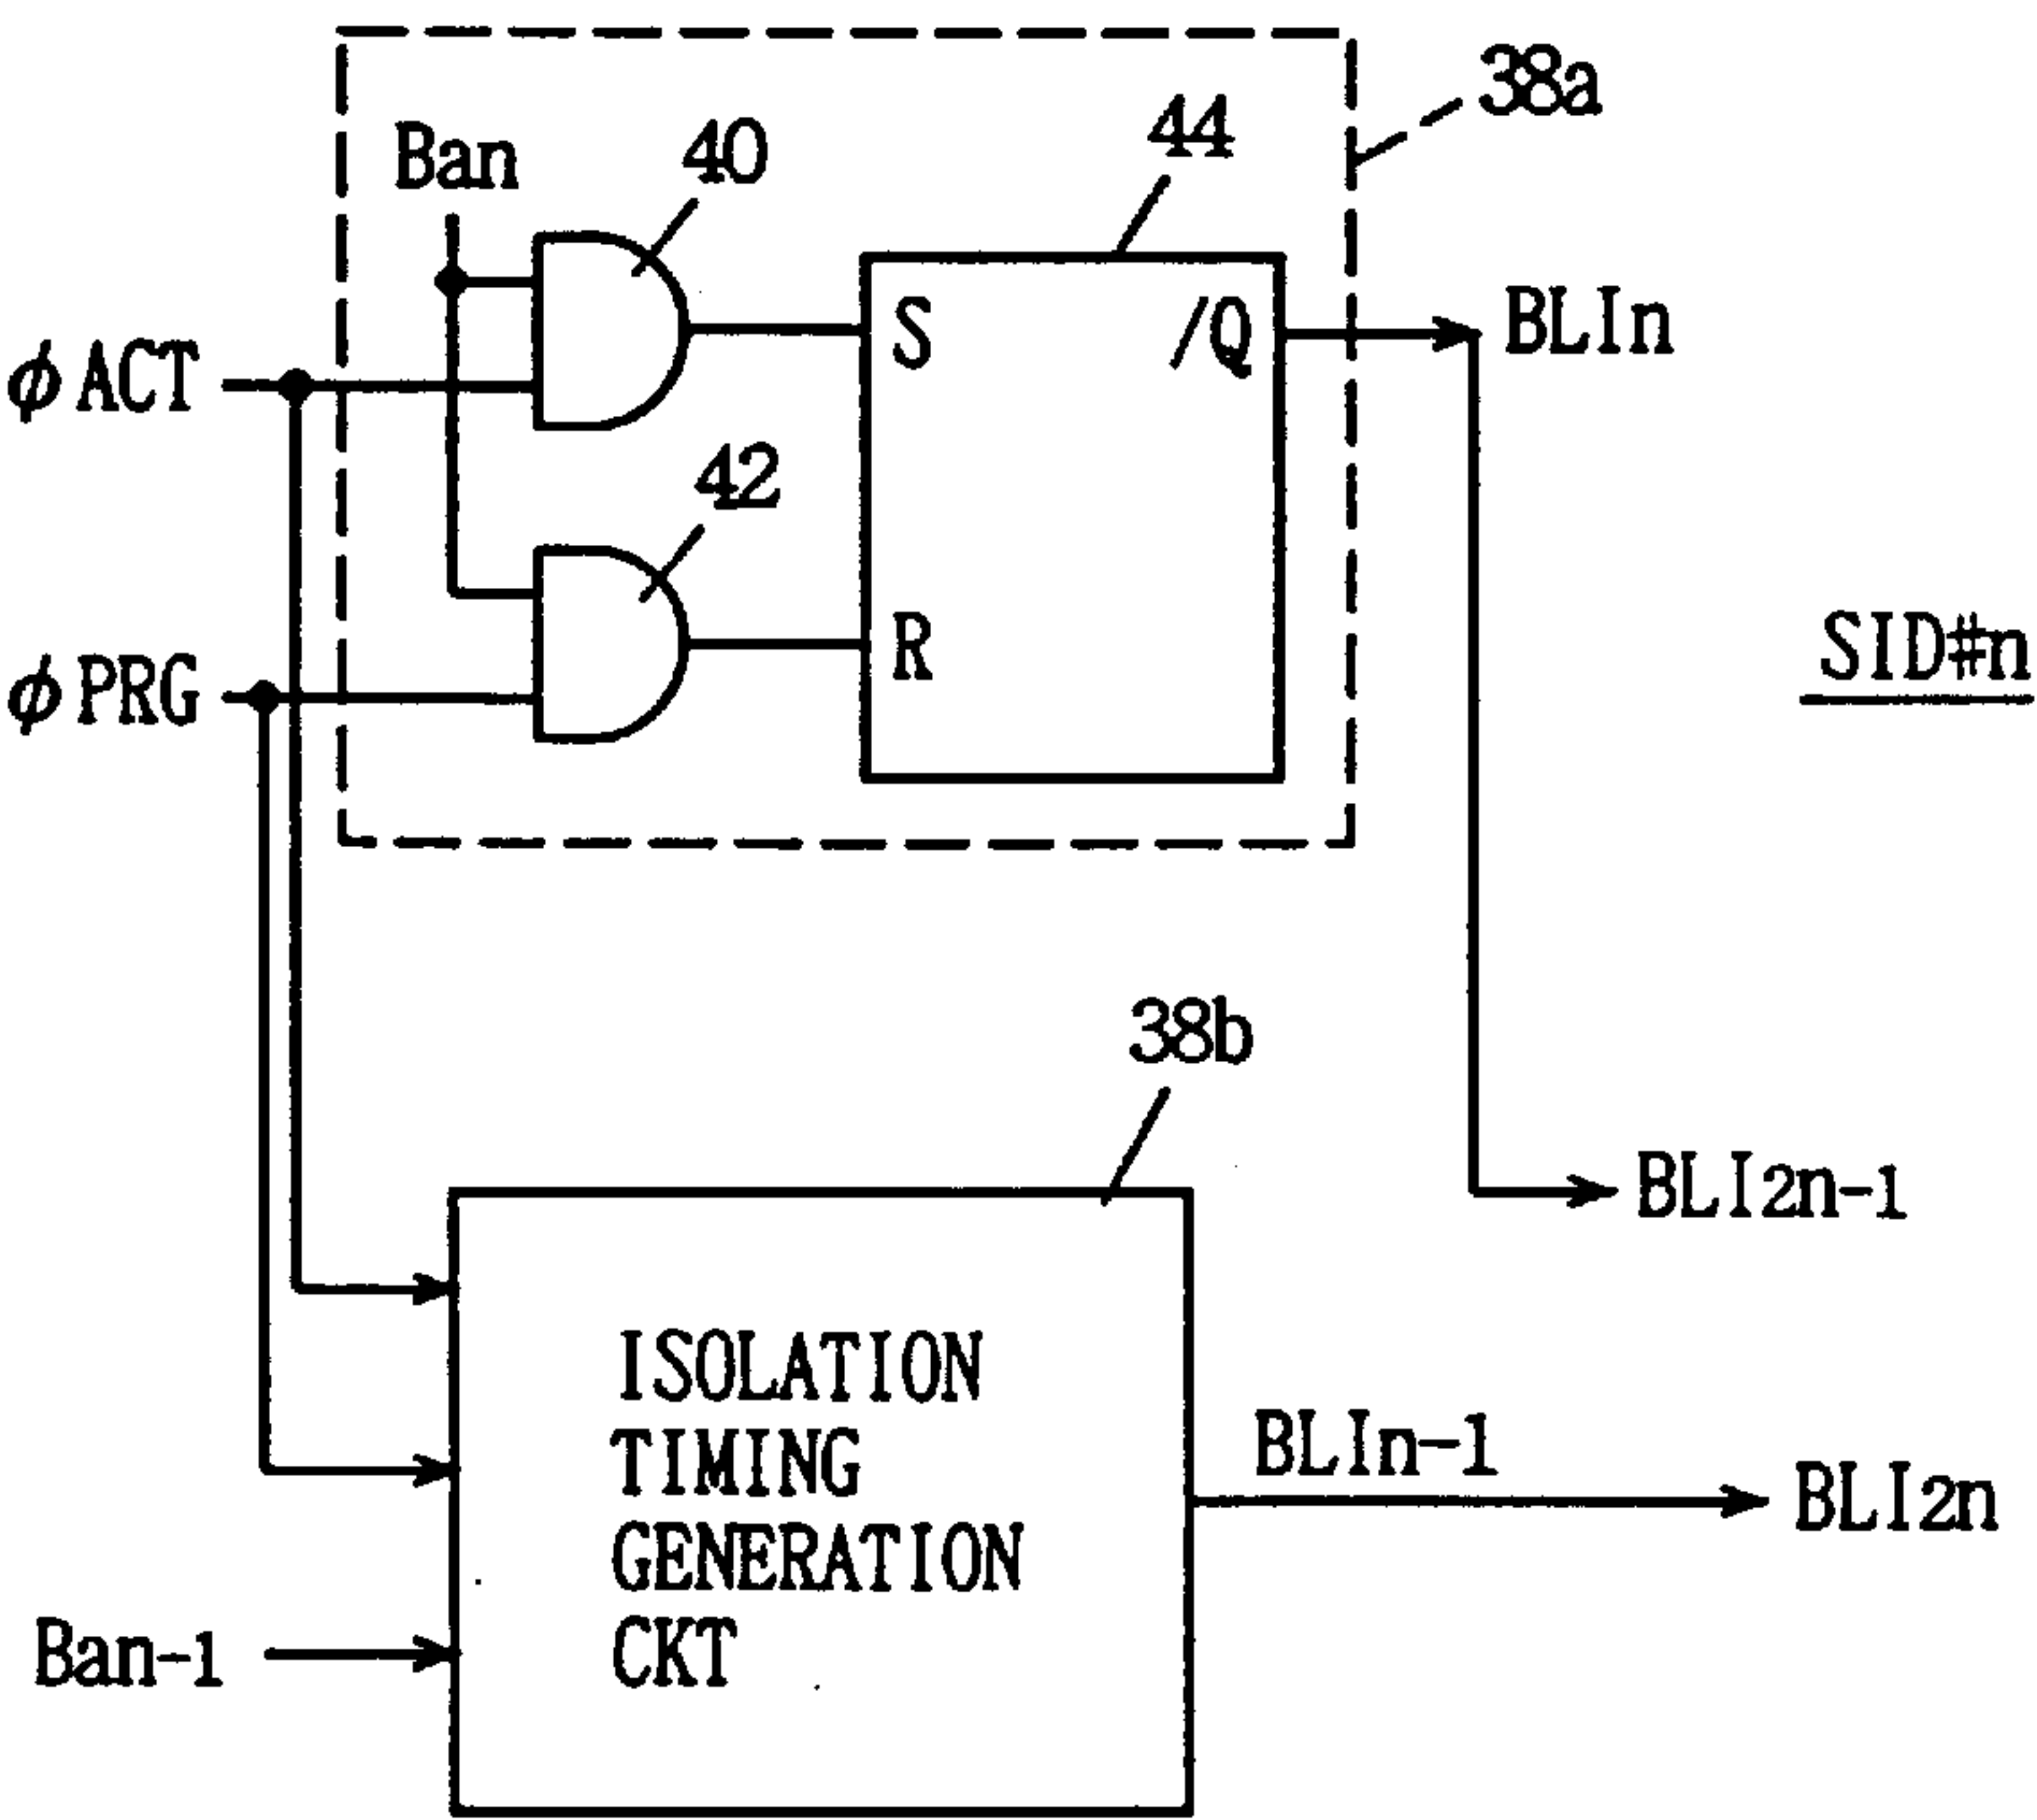 38a
Ban
40
44
φACT
S
/Q
BLIn
42
φPRG
R
SID#n
38b
BLI2n-1
ISOLATION
TIMING
GENERATION
CKT
BLIn-1
BLI2n
Ban-1